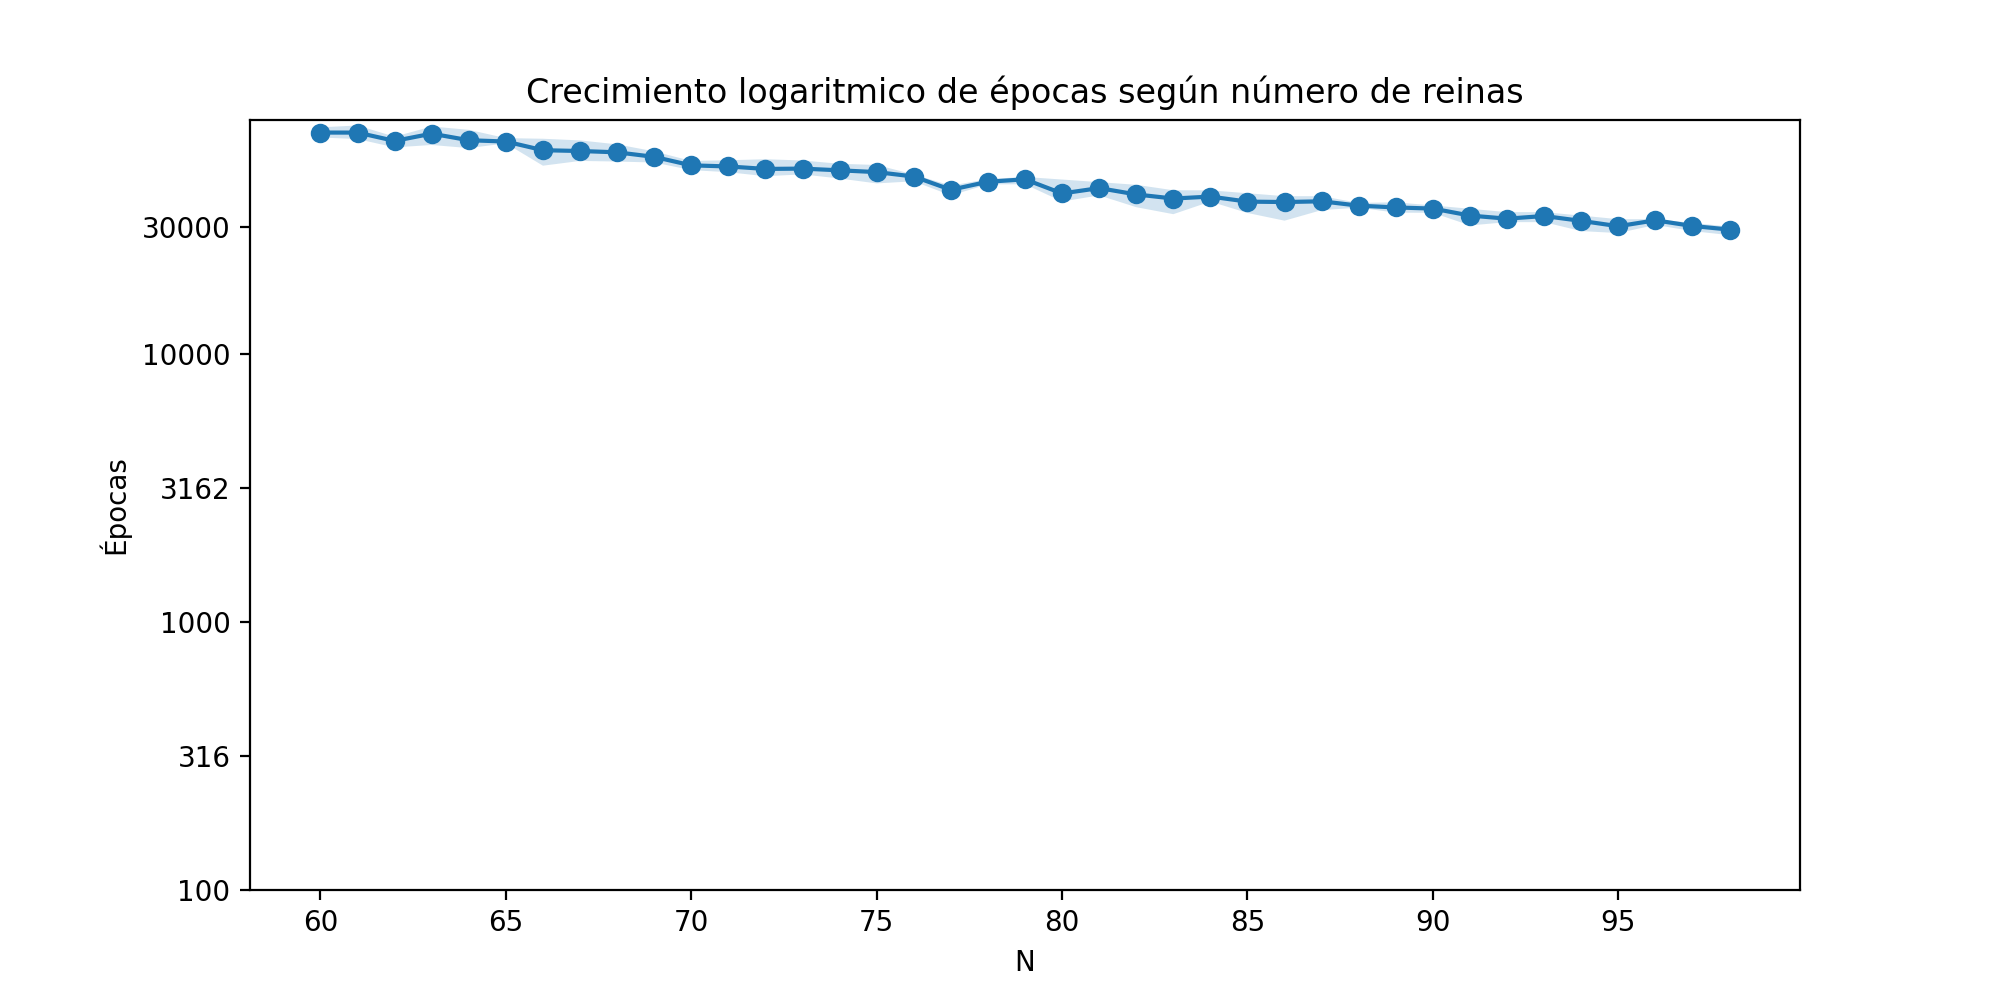 Crecimiento logaritmico de épocas según número de reinas
30000
10000
3162
1000
316
100
Épocas
60 65 70 75 80 85 90 95
N